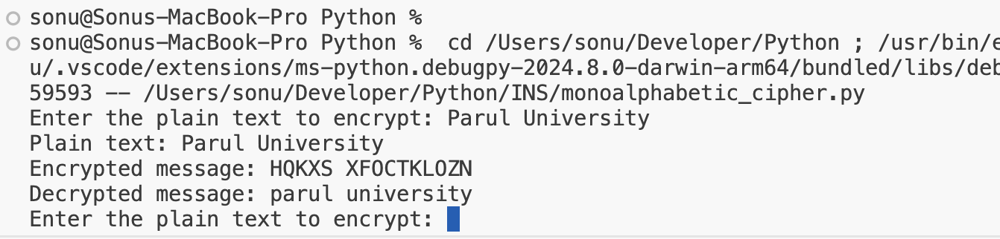 sonu@Sonus-MacBook-Pro Python %
sonu@Sonus-MacBook-Pro Python %  cd /Users/sonu/Developer/Python ; /usr/bin/e
u/.vscode/extensions/ms-python.debugpy-2024.8.0-darwin-arm64/bundled/libs/deb
59593 -- /Users/sonu/Developer/Python/INS/monoalphabetic_cipher.py
Enter the plain text to encrypt: Parul University
Plain text: Parul University
Encrypted message: HQKXS XFOCTKLOZN
Decrypted message: parul university
Enter the plain text to encrypt: